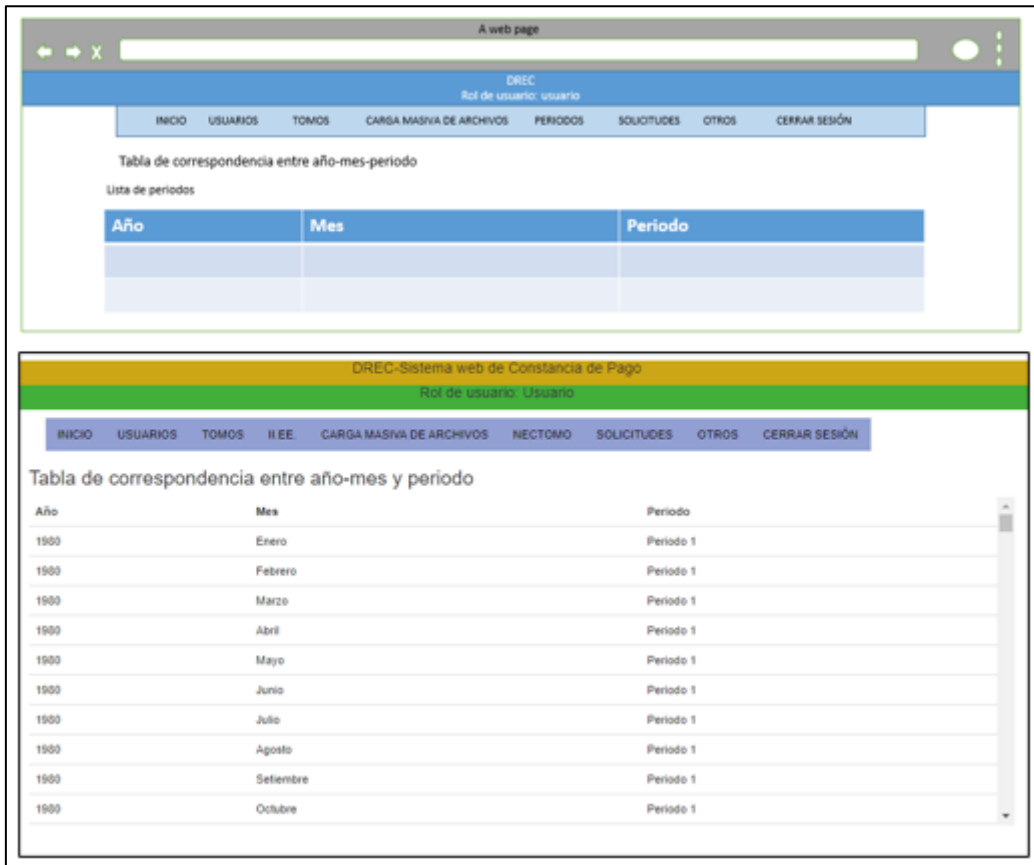 A web page
X
DREC
Rol de usuario: usuario
INICIO USUARIOS TOMOS CARGA MASIVA DE ARCHIVOS PERIODOS SOLICITUDES OTROS CERRAR SESIÓN
Tabla de correspondencia entre año-mes-periodo
Lista de periodos
Año Mes Periodo
DREC-Sistema web de Constancia de Pago
Rol de usuario: Usuario
INICIO USUARIOS TOMOS II.EE. CARGA MASIVA DE ARCHIVOS NECTOMO SOLICITUDES OTROS CERRAR SESIÓN
Tabla de correspondencia entre año-mes y periodo
Año Mes Periodo
1980 Enero Periodo 1
1980 Febrero Periodo 1
1980 Marzo Periodo 1
1980 Abril Periodo 1
1980 Mayo Periodo 1
1980 Junio Periodo 1
1980 Julio Periodo 1
1980 Agosto Periodo 1
1980 Setiembre Periodo 1
1980 Octubre Periodo 1